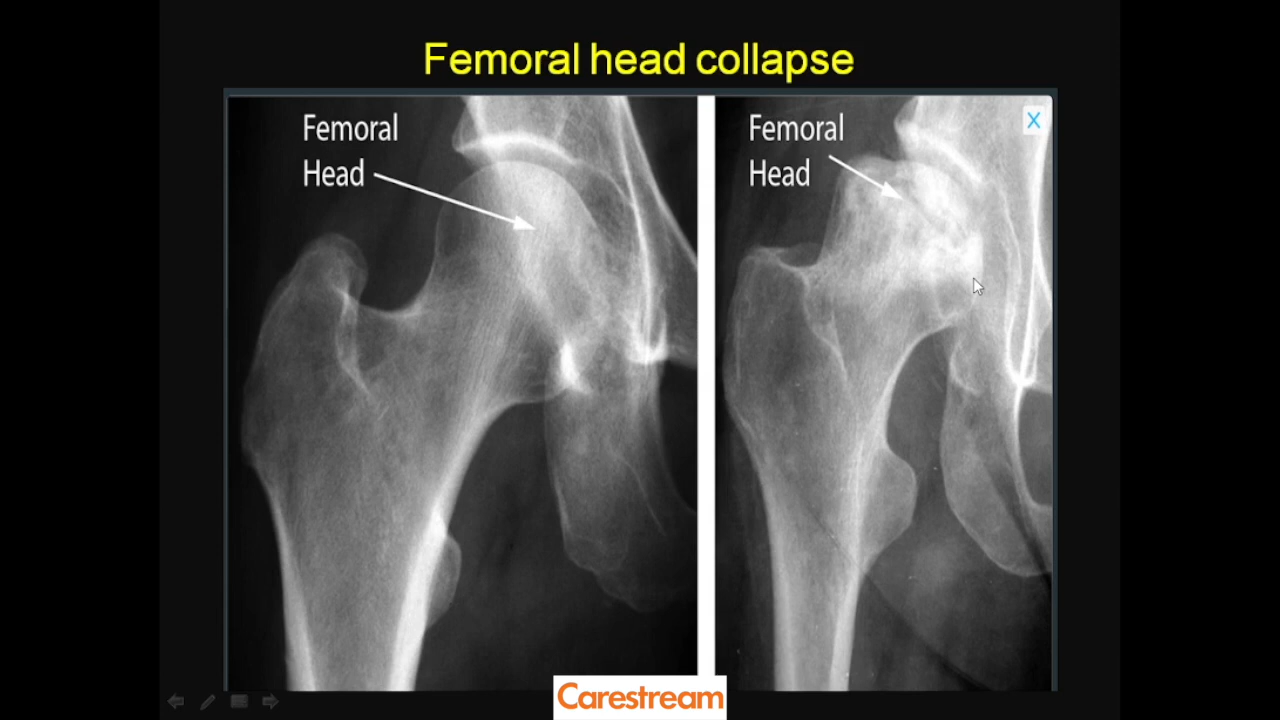 Femoral head collapse
Femoral
Head
Femoral
Head
X
Carestream